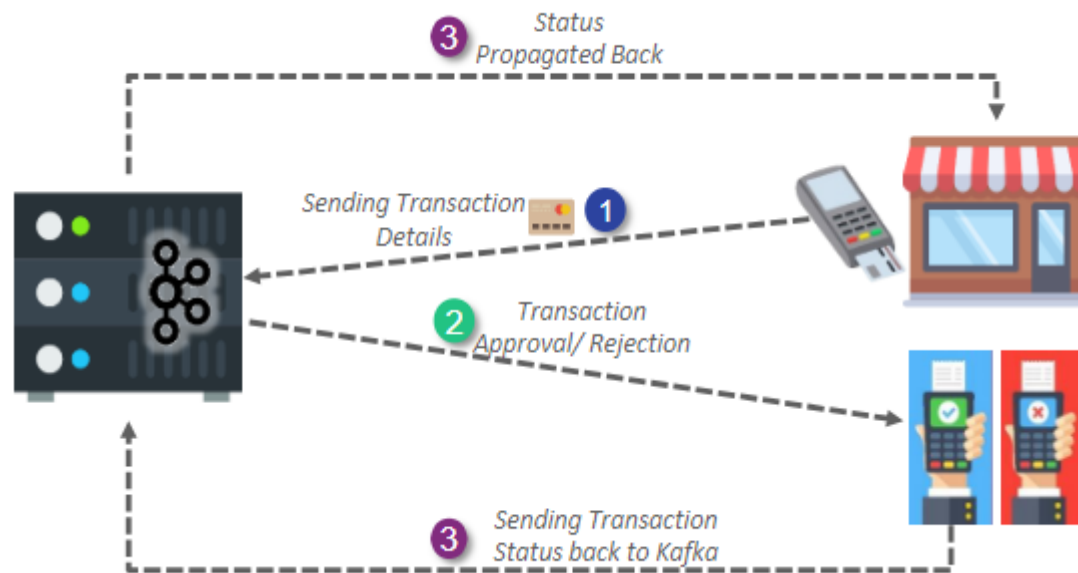 3
Status
Propagated Back
Sending Transaction
Details
1
2
Transaction
Approval/ Rejection
3
Sending Transaction
Status back to Kafka